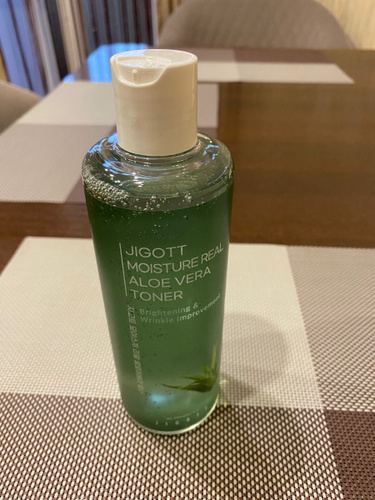 JIGOTT
MOISTURE REAL
ALOE VERA
TONER
Brightening &
Wrinkle Improvement